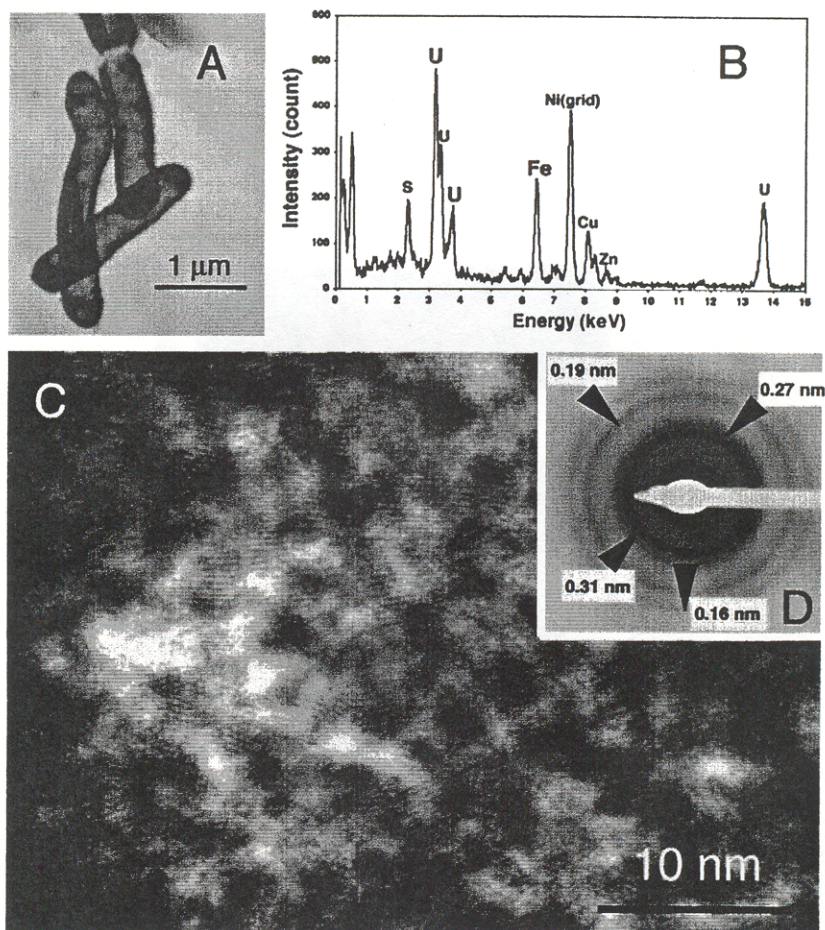 A
1 μm
B
Intensity (count)
600
500
400
300
200
100
0
U
U
U
S
Fe
Ni(grid)
Cu
Zn
U
0 1 2 3 4 5 6 7 8 9 10 11 12 13 14 15
Energy (keV)
C
10 nm
0.19 nm
0.27 nm
0.31 nm
0.16 nm
D